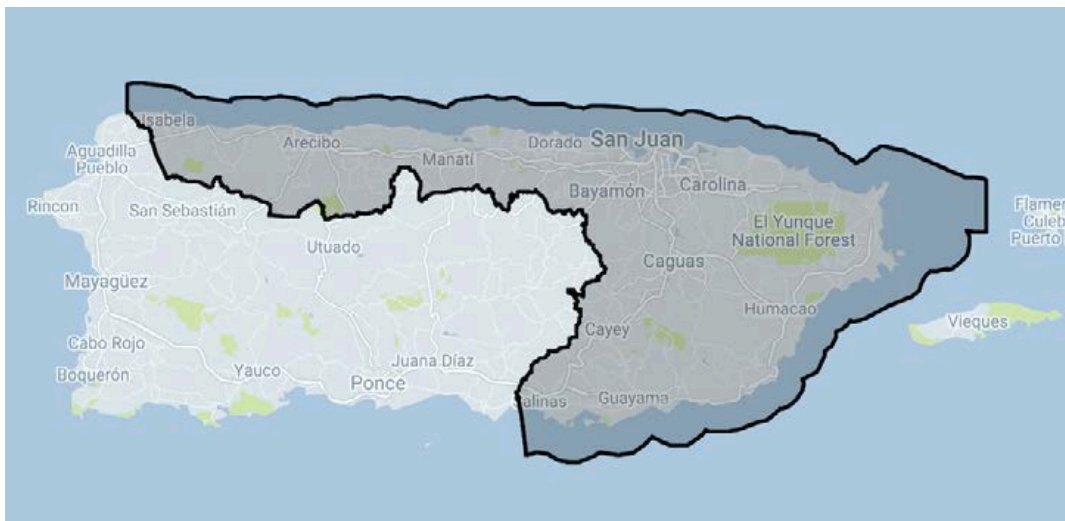 Isabela
Arecibo
Dorado
San Juan
Aguadilla
Pueblo
Manatí
Bayamón
Carolina
Rincon
San Sebastián
El Yunque
National Forest
Utuado
Caguas
Mayagüez
Humacao
Vieques
Cayey
Cabo Rojo
Juana Díaz
Boquerón
Yauco
Ponce
Salinas
Guayama